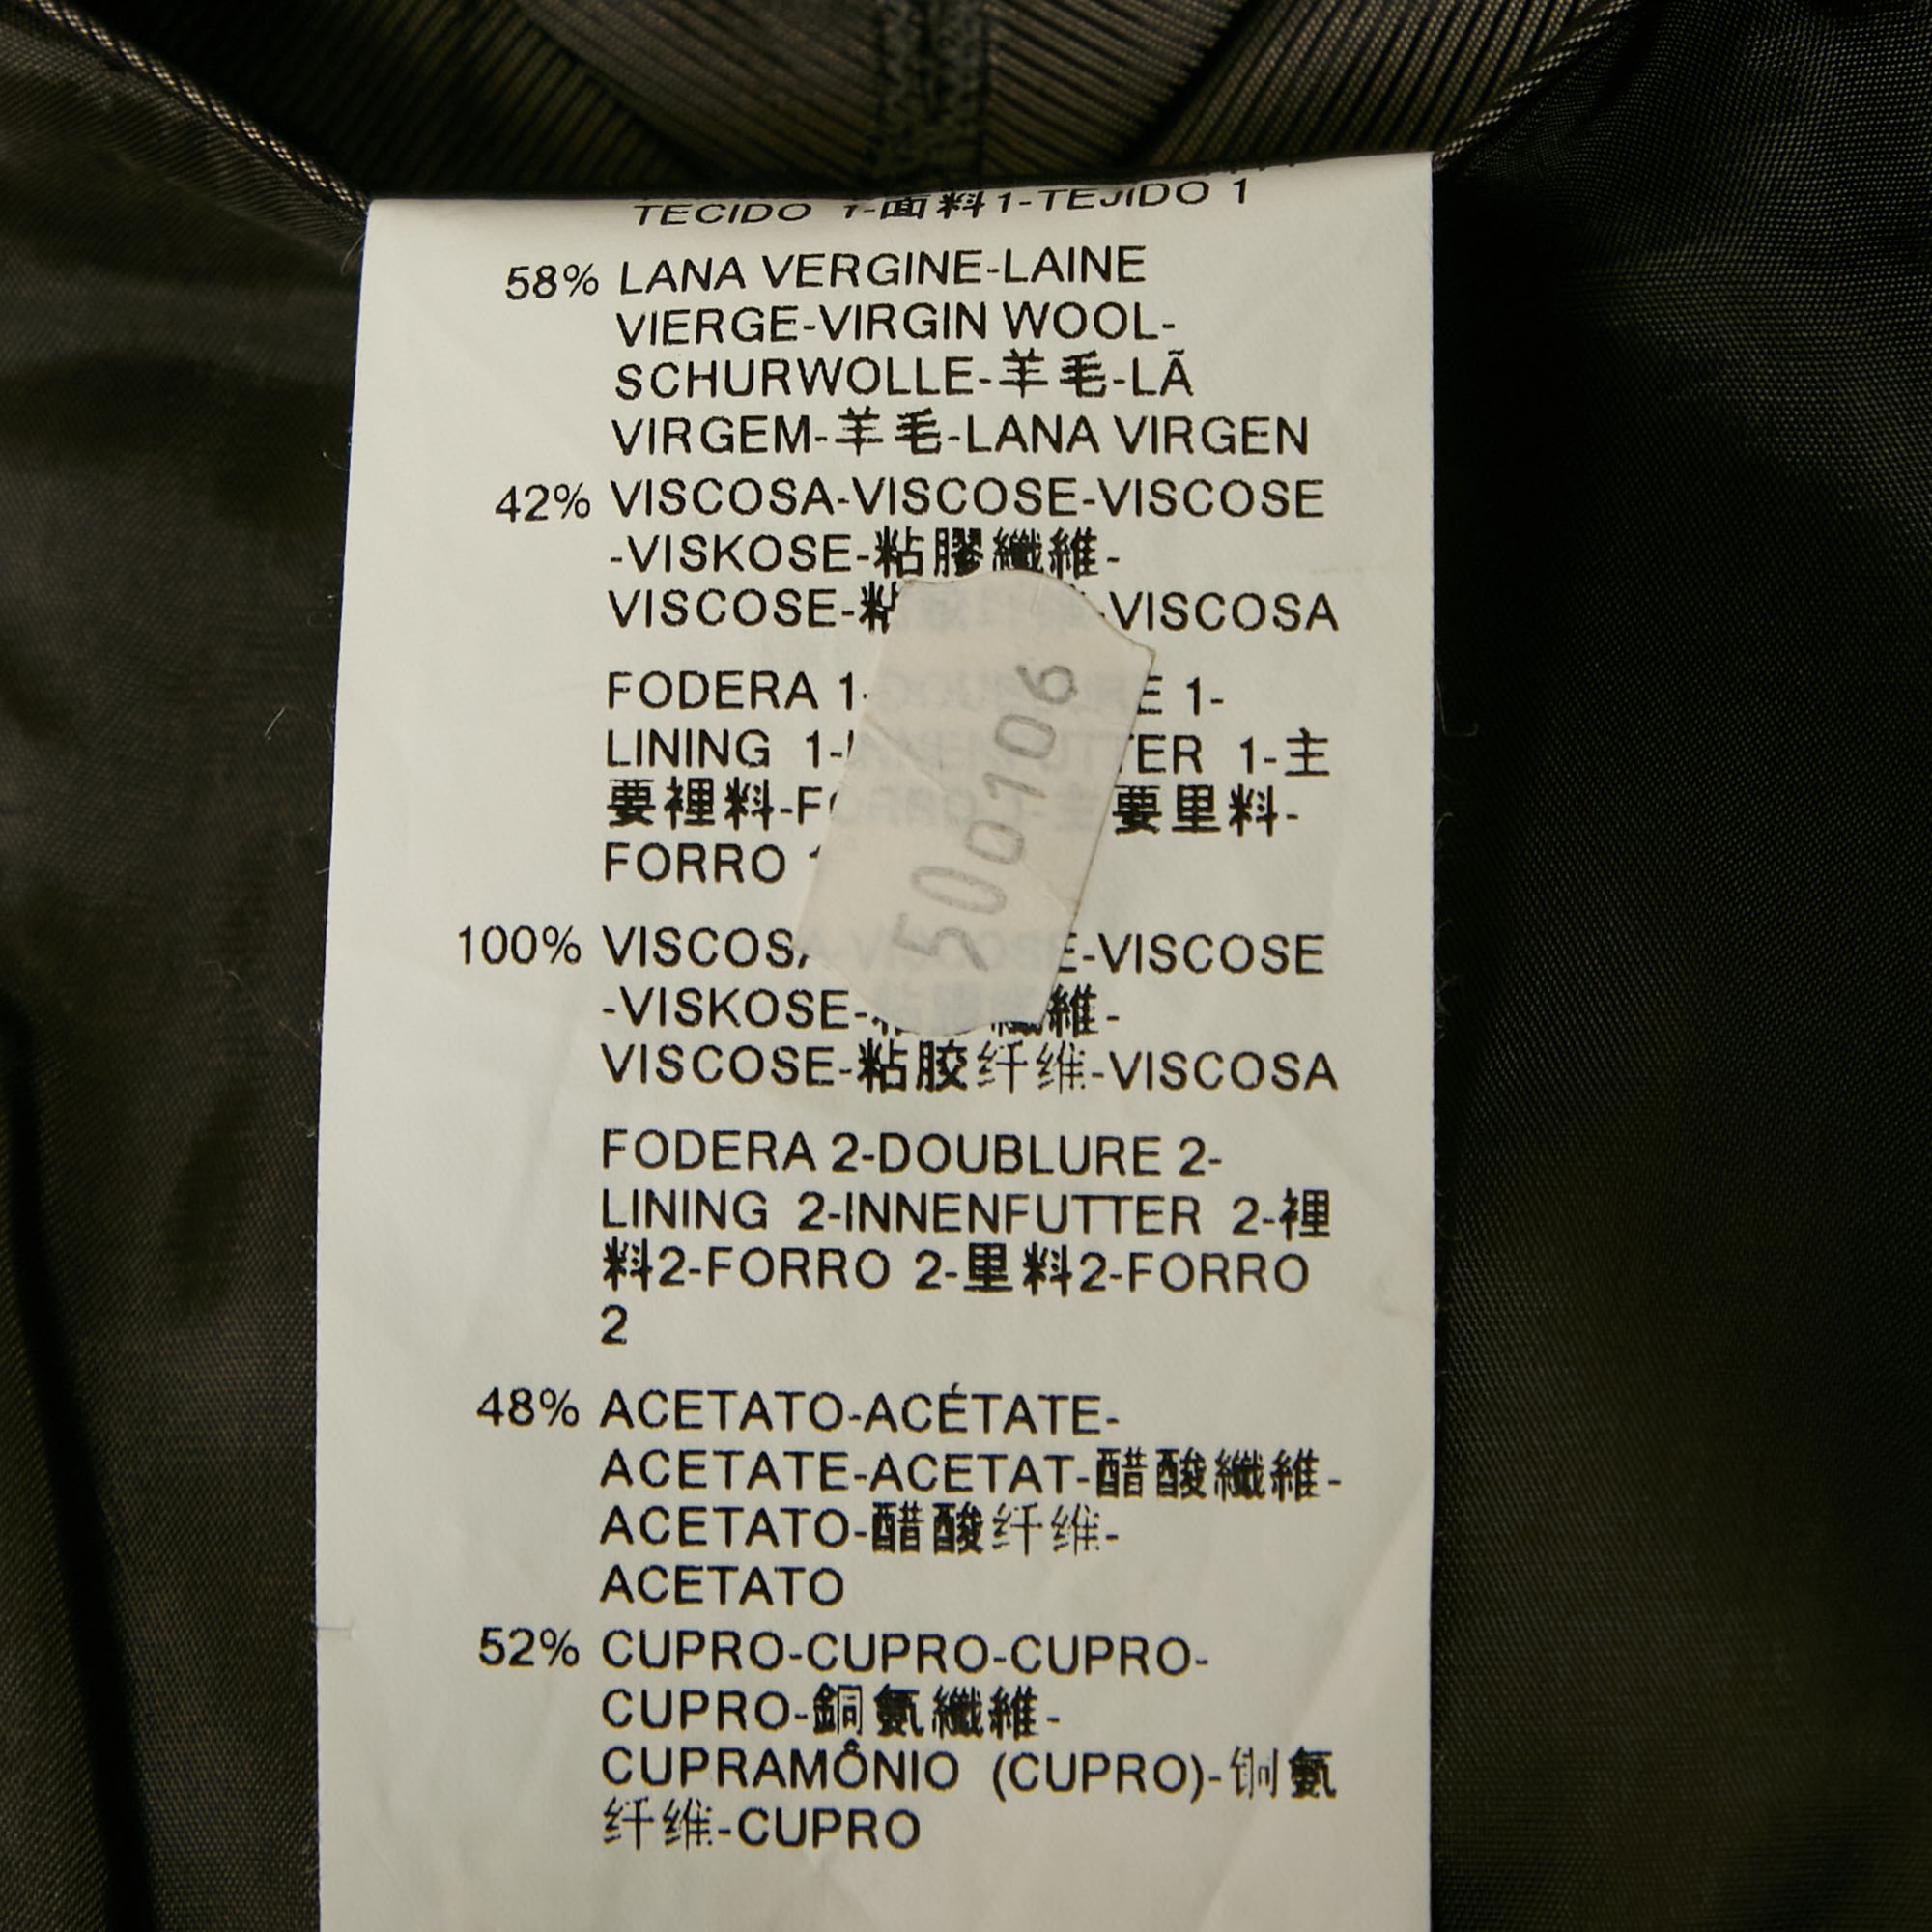 TECIDO 1-面料1-TEJIDO 1
58% LANA VERGINE-LAINE
VIERGE-VIRGIN WOOL-
SCHURWOLLE-羊毛-LÃ
VIRGEM-羊毛-LANA VIRGEN
42% VISCOSA-VISCOSE-VISCOSE
-VISKOSE-粘膠纖維-
VISCOSE-粘 -VISCOSA
FODERA 1- 1-
LINING 1- 1-主
要裡料- 要里料-
FORRO
100% VISCOSA -VISCOSE
-VISKOSE- 纖維-
VISCOSE-粘胶纤维-VISCOSA
FODERA 2-DOUBLURE 2-
LINING 2-INNENFUTTER 2-裡
料2-FORRO 2-里料2-FORRO
2
48% ACETATO-ACÉTATE-
ACETATE-ACETAT-醋酸纖維-
ACETATO-醋酸纤维-
ACETATO
52% CUPRO-CUPRO-CUPRO-
CUPRO-銅氨纖維-
CUPRAMÔNIO (CUPRO)-铜氨
纤维-CUPRO
500106